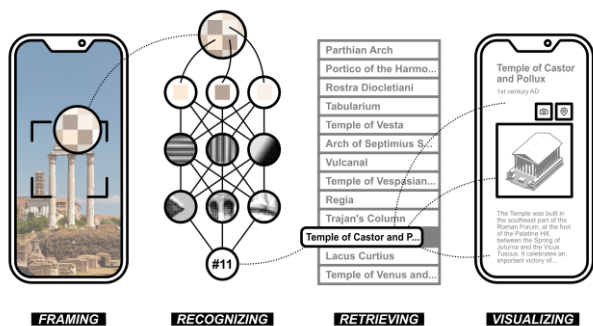 Parthian Arch
Portico of the Harmo...
Rostra Diocletiani
Tabularium
Temple of Vesta
Arch of Septimius S...
Vulcanal
Temple of Vespasian...
Regia
Trajan's Column
Temple of Castor and P...
Lacus Curtius
Temple of Venus and...
#11
Temple of Castor
and Pollux
1st century AD
The Temple was built in
the southeast part of the
Roman Forum, at the foot
of the Palatine Hill,
between the Spring of
Juturna and the Vicus
Tuscus. It celebrates an
important victory of...
FRAMING
RECOGNIZING
RETRIEVING
VISUALIZING